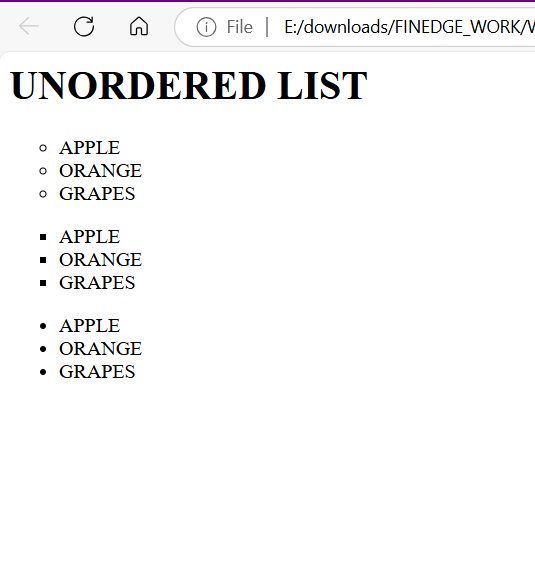 File | E:/downloads/FINEDGE_WORK/
UNORDERED LIST
APPLE
ORANGE
GRAPES
APPLE
ORANGE
GRAPES
APPLE
ORANGE
GRAPES